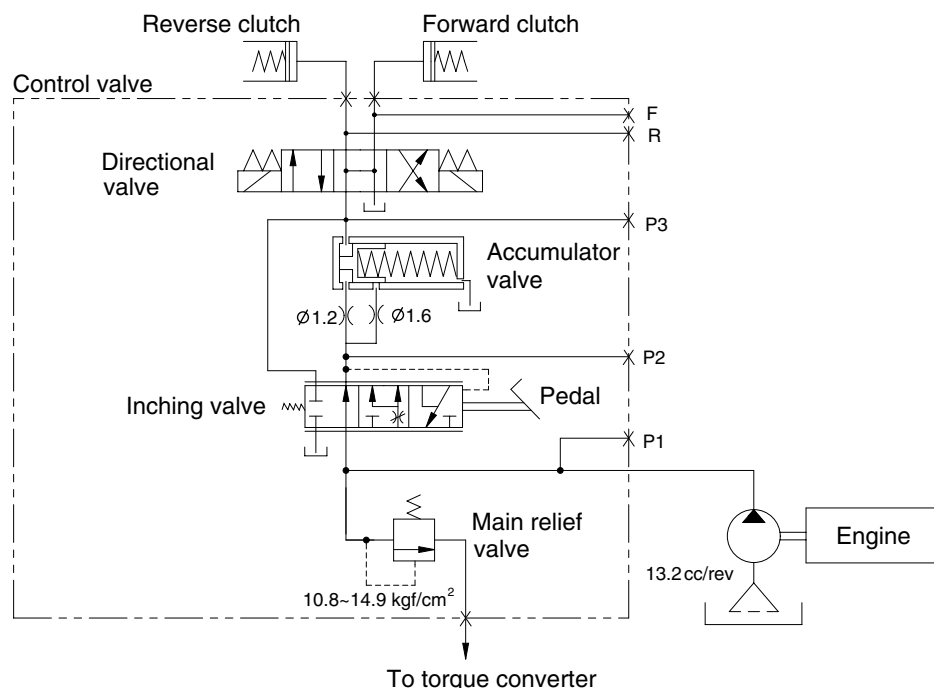 Reverse clutch
Forward clutch
Control valve
F
R
Directional
valve
P3
Accumulator
valve
Ø1.2
Ø1.6
P2
Inching valve
Pedal
P1
Main relief
valve
Engine
13.2cc/rev
10.8~14.9 kgf/cm²
To torque converter